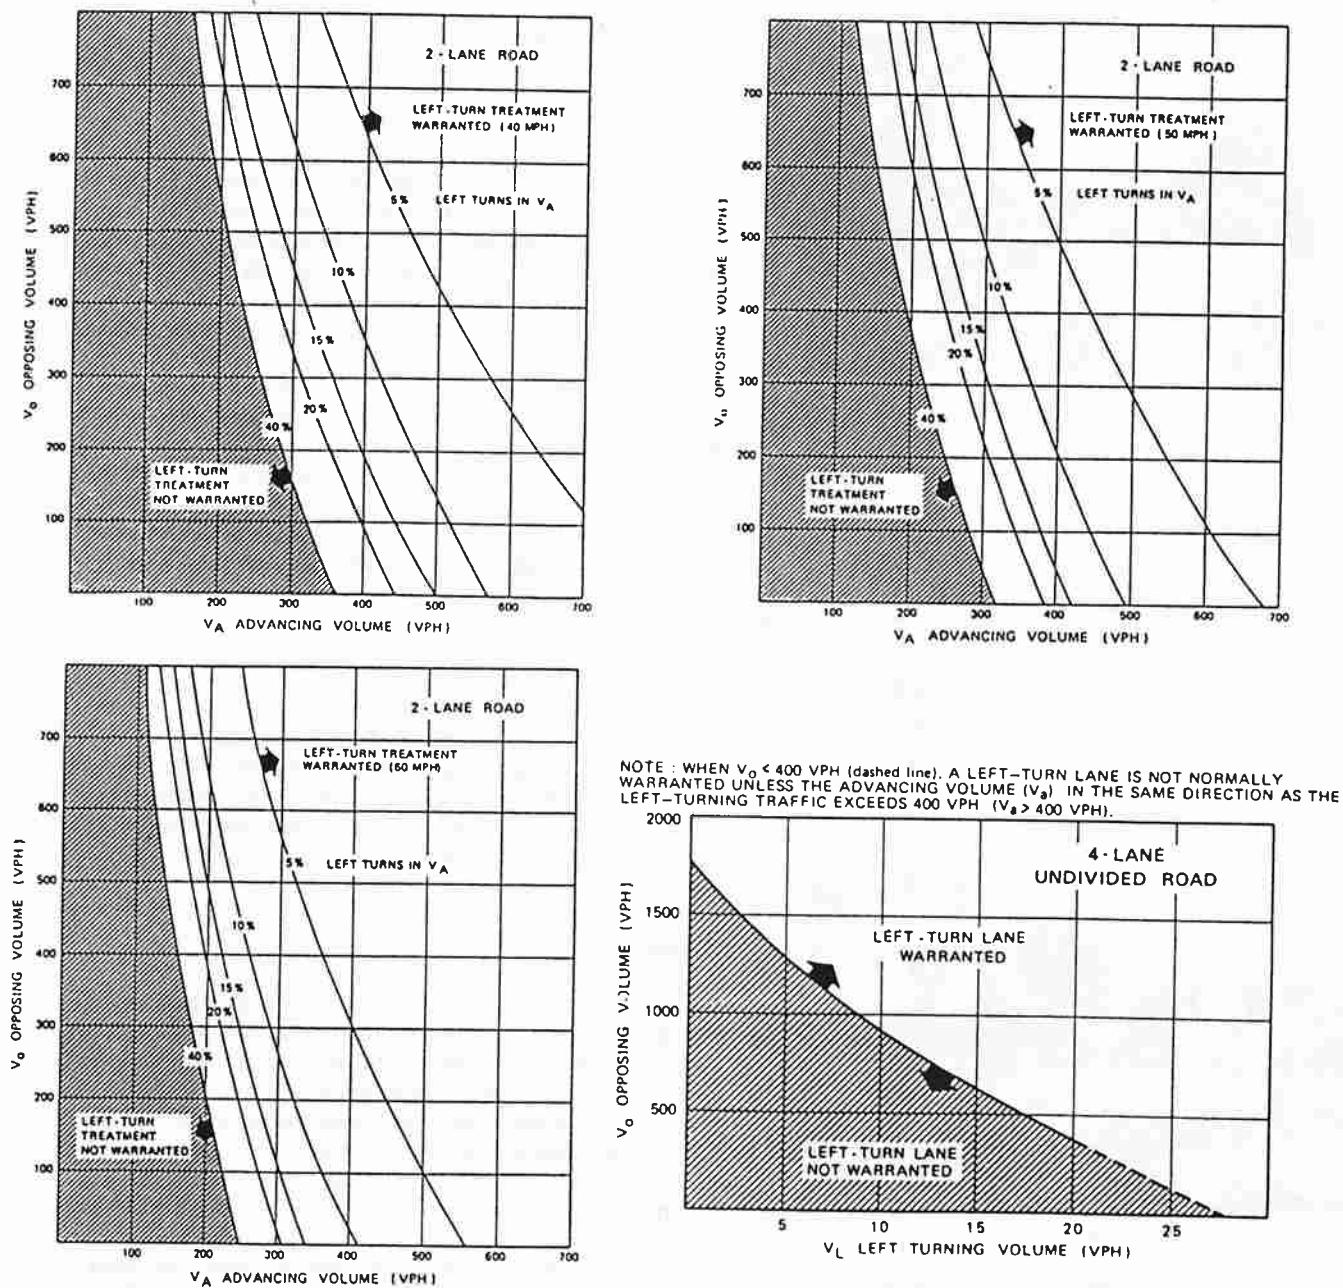 2-LANE ROAD
LEFT-TURN TREATMENT
WARRANTED (40 MPH)
5% LEFT TURNS IN VA
10%
15%
20%
40%
LEFT-TURN
TREATMENT
NOT WARRANTED
700
600
500
400
300
200
100
100 200 300 400 500 600 700
VO OPPOSING VOLUME (VPH)
VA ADVANCING VOLUME (VPH)
2-LANE ROAD
LEFT-TURN TREATMENT
WARRANTED (50 MPH)
5% LEFT TURNS IN VA
10%
15%
20%
40%
LEFT-TURN
TREATMENT
NOT WARRANTED
700
600
500
400
300
200
100
100 200 300 400 500 600 700
VO OPPOSING VOLUME (VPH)
VA ADVANCING VOLUME (VPH)
2-LANE ROAD
LEFT-TURN TREATMENT
WARRANTED (60 MPH)
5% LEFT TURNS IN VA
10%
15%
20%
40%
LEFT-TURN
TREATMENT
NOT WARRANTED
700
600
500
400
300
200
100
100 200 300 400 500 600 700
VO OPPOSING VOLUME (VPH)
VA ADVANCING VOLUME (VPH)
NOTE : WHEN VO < 400 VPH (dashed line), A LEFT-TURN LANE IS NOT NORMALLY
WARRANTED UNLESS THE ADVANCING VOLUME (Va) IN THE SAME DIRECTION AS THE
LEFT-TURNING TRAFFIC EXCEEDS 400 VPH (Va > 400 VPH).
4-LANE
UNDIVIDED ROAD
LEFT-TURN LANE
WARRANTED
LEFT-TURN LANE
NOT WARRANTED
2000
1500
1000
500
5 10 15 20 25
VO OPPOSING VOLUME (VPH)
VL LEFT TURNING VOLUME (VPH)